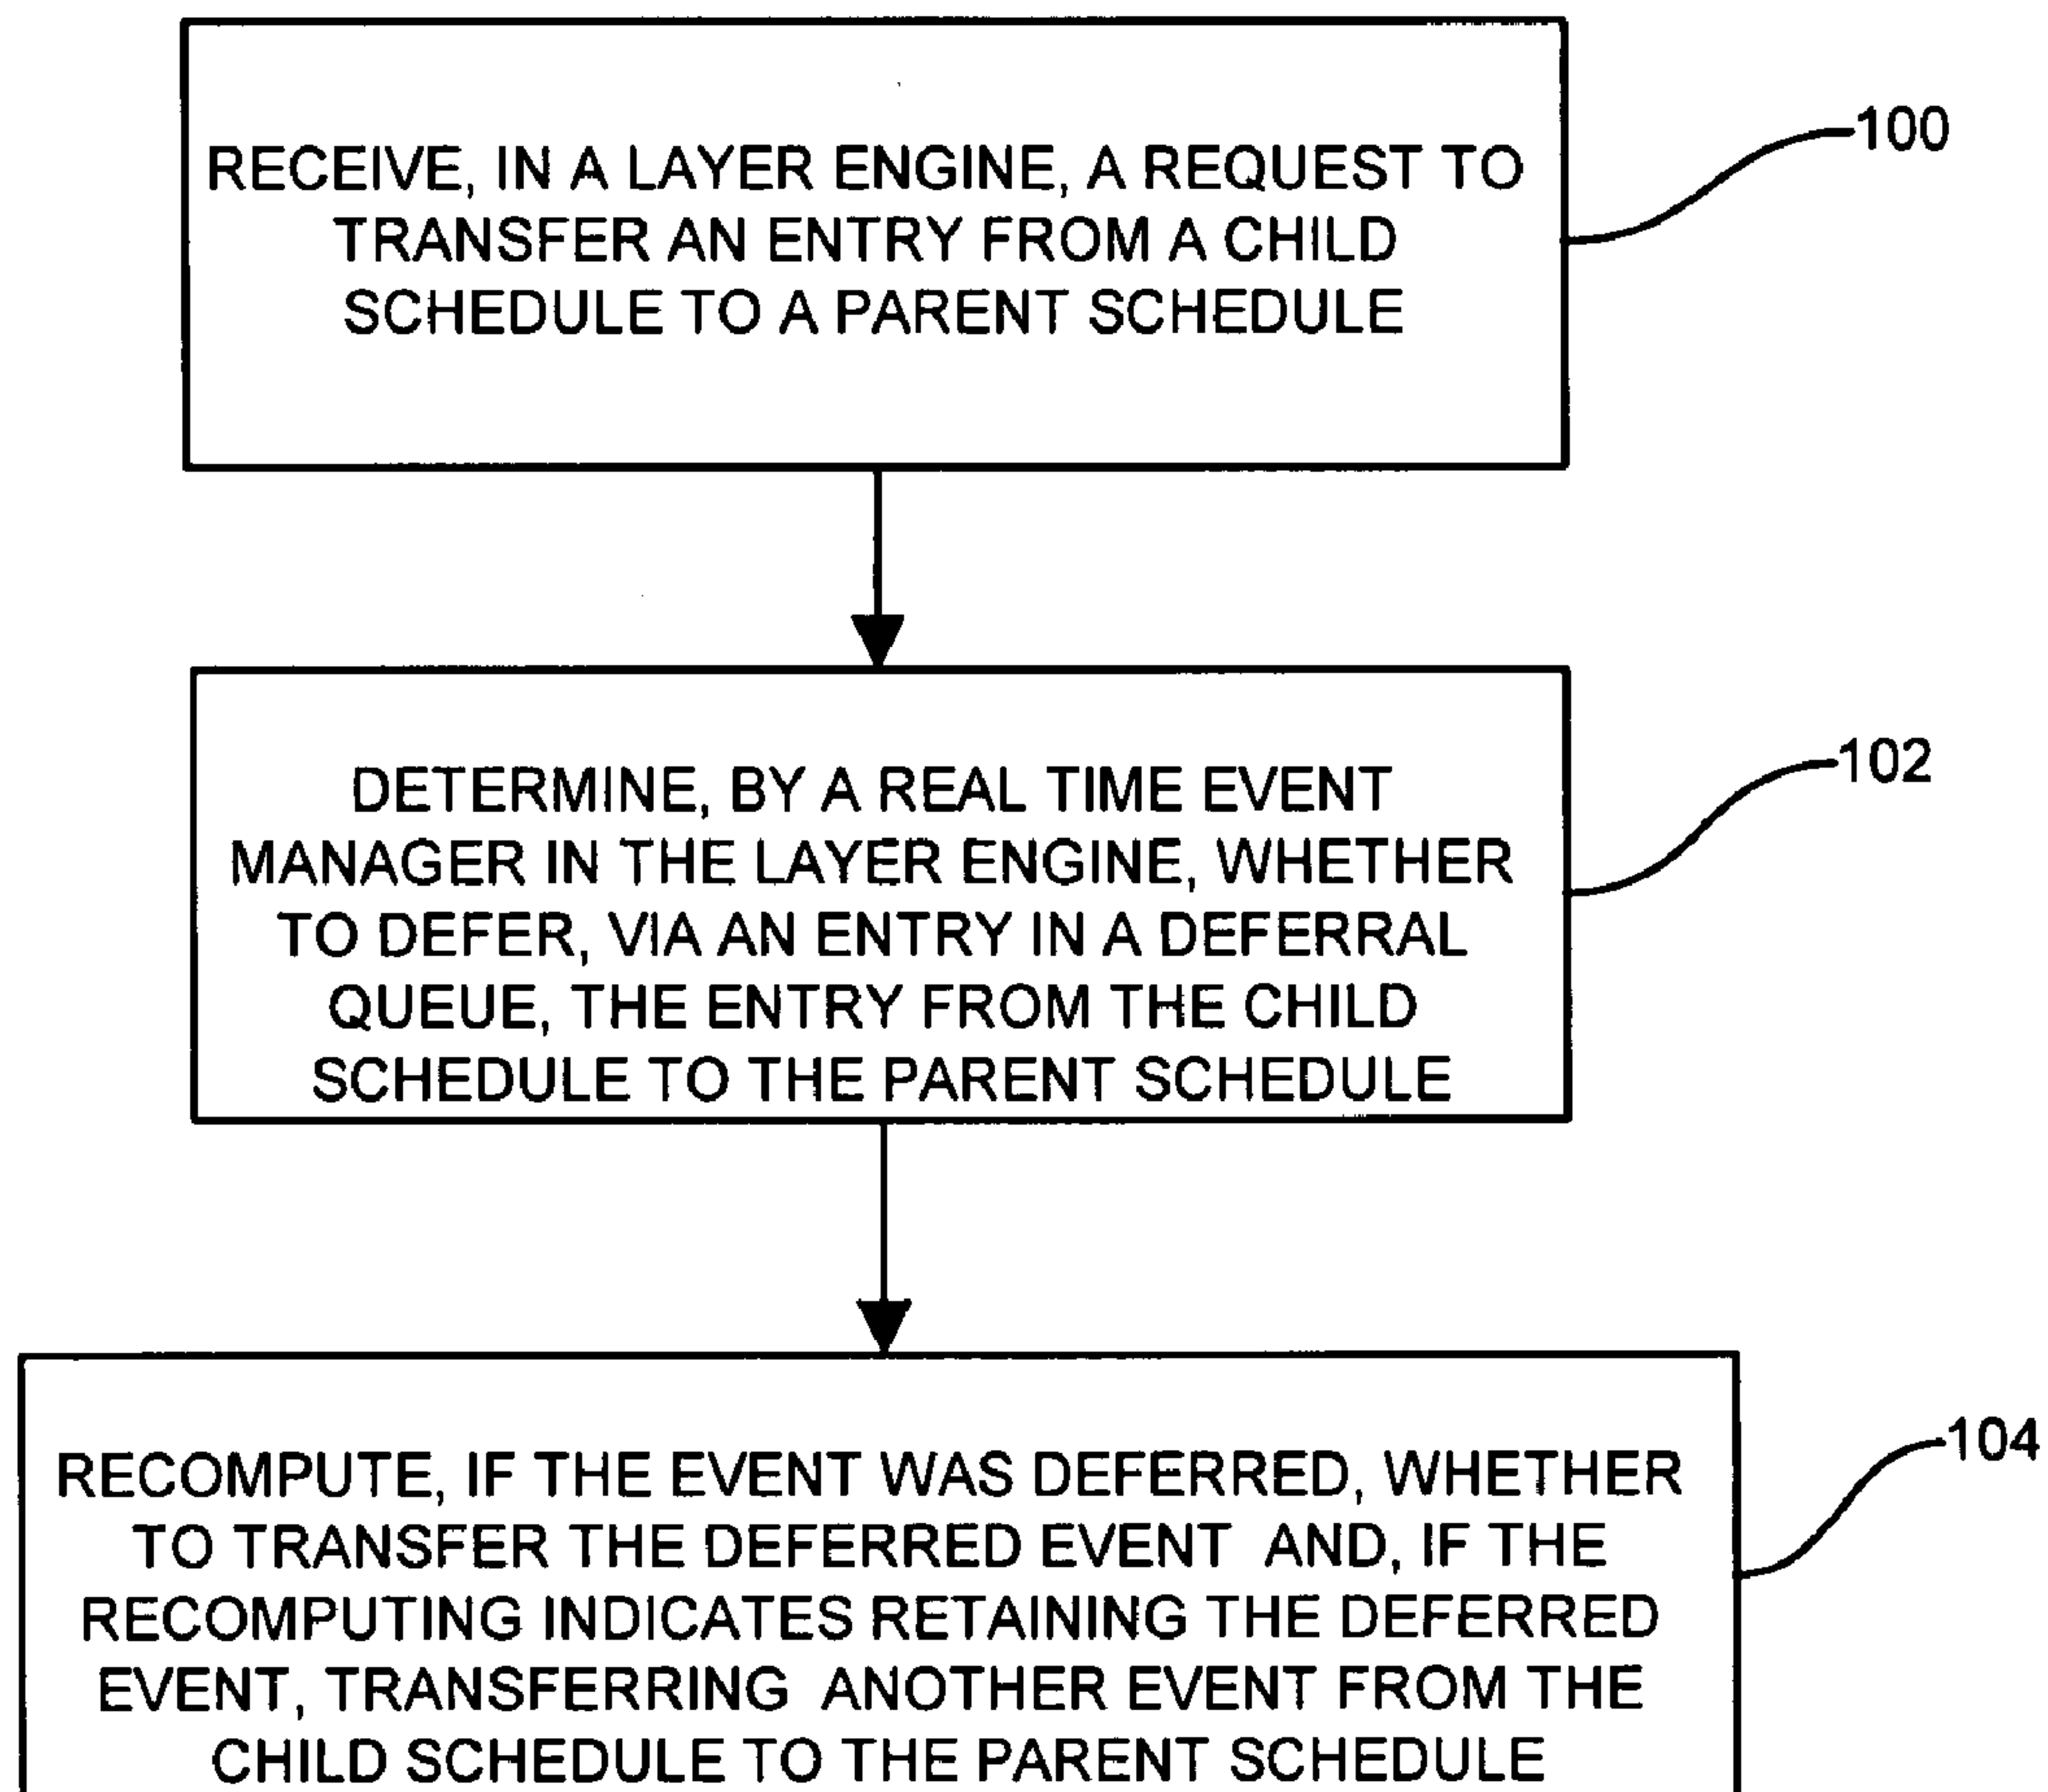 RECEIVE, IN A LAYER ENGINE, A REQUEST TO
TRANSFER AN ENTRY FROM A CHILD
SCHEDULE TO A PARENT SCHEDULE
100
DETERMINE, BY A REAL TIME EVENT
MANAGER IN THE LAYER ENGINE, WHETHER
TO DEFER, VIA AN ENTRY IN A DEFERRAL
QUEUE, THE ENTRY FROM THE CHILD
SCHEDULE TO THE PARENT SCHEDULE
102
RECOMPUTE, IF THE EVENT WAS DEFERRED, WHETHER
TO TRANSFER THE DEFERRED EVENT AND, IF THE
RECOMPUTING INDICATES RETAINING THE DEFERRED
EVENT, TRANSFERRING ANOTHER EVENT FROM THE
CHILD SCHEDULE TO THE PARENT SCHEDULE
104